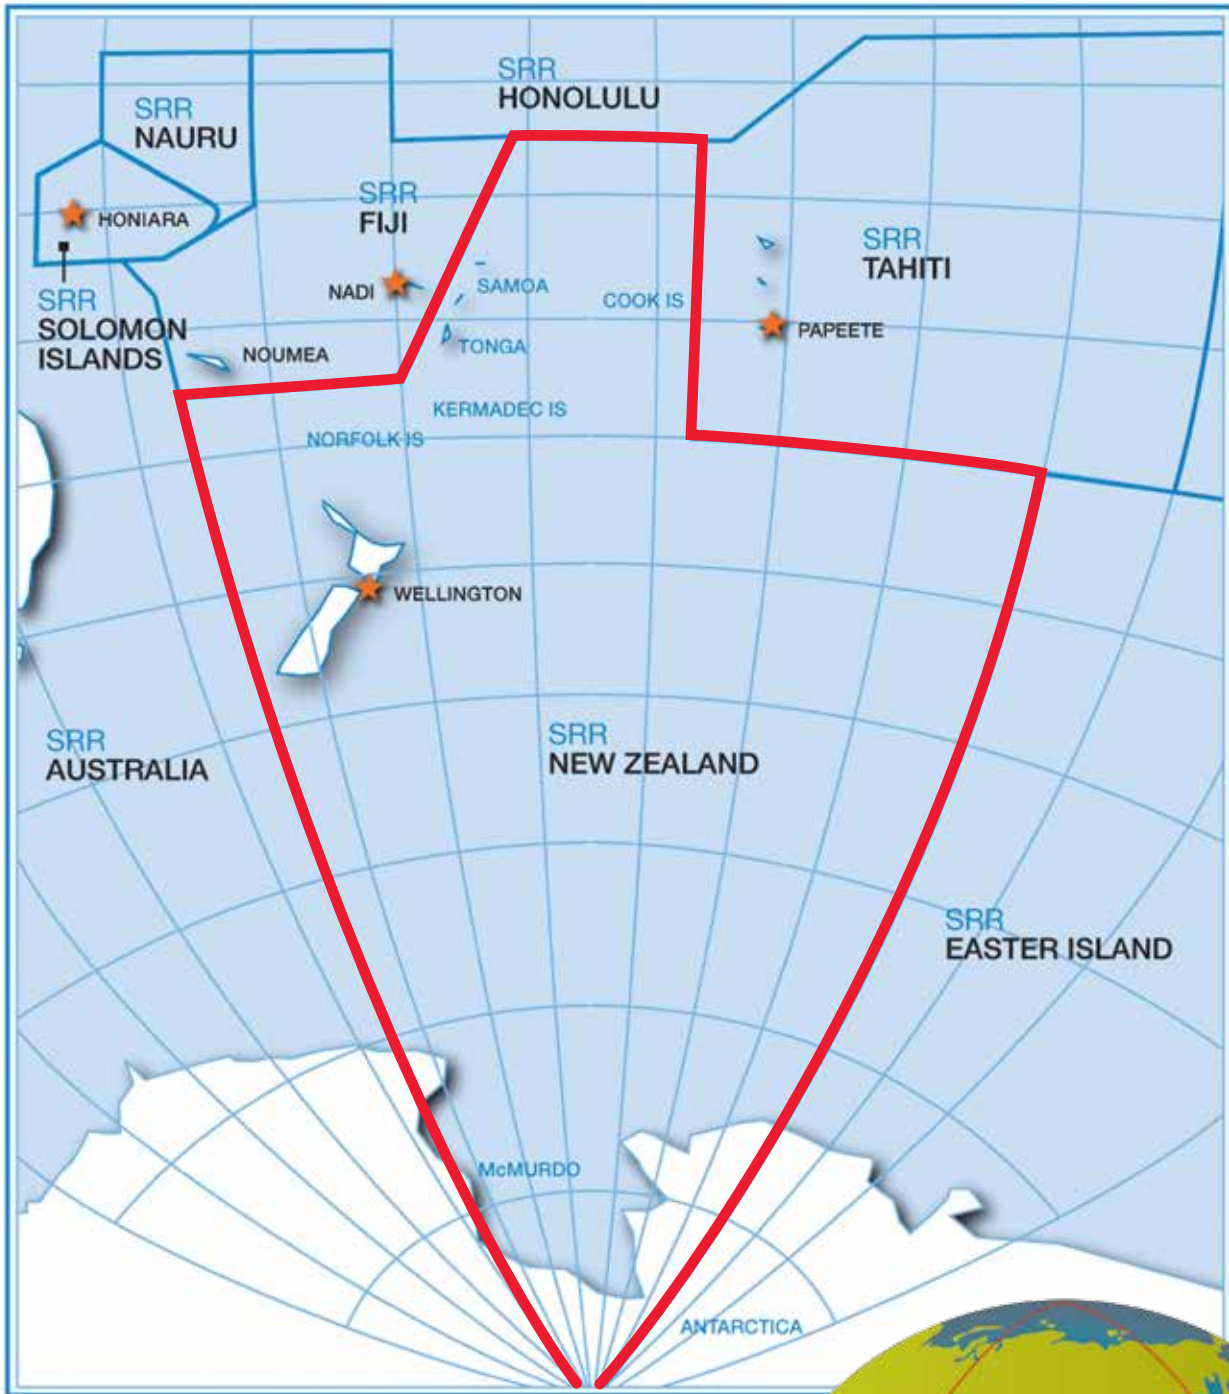 SRR
HONOLULU
SRR
NAURU
SRR
FIJI
HONIARA
SRR
TAHITI
NADI
SAMOA
COOK IS
SRR
SOLOMON
ISLANDS
NOUMEA
TONGA
PAPEETE
KERMADEC IS
NORFOLK IS
WELLINGTON
SRR
AUSTRALIA
SRR
NEW ZEALAND
SRR
EASTER ISLAND
McMURDO
ANTARCTICA